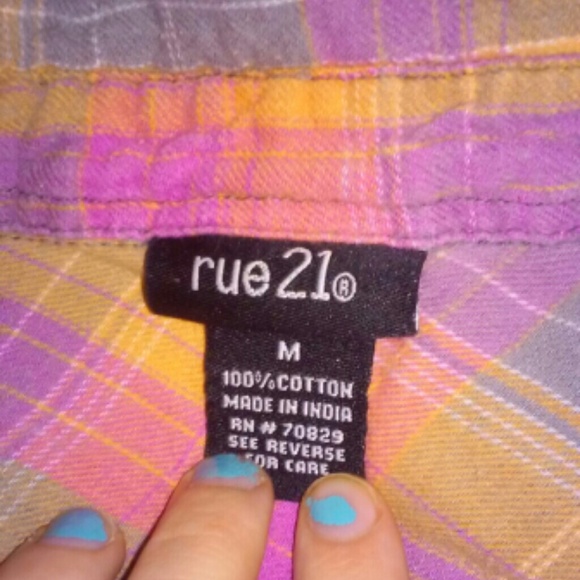 rue21®
M
100%COTTON
MADE IN INDIA
RN # 70829
SEE REVERSE
FOR CARE